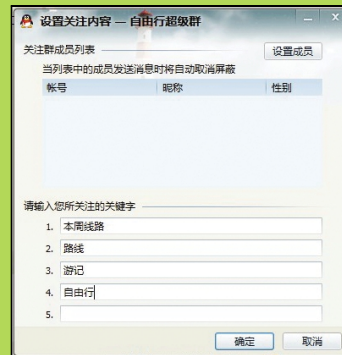 设置关注内容 — 自由行超级群
关注群成员列表
设置成员
当列表中的成员发送消息时将自动取消屏蔽
帐号 昵称 性别
请输入您所关注的关键字
1. 本周线路
2. 路线
3. 游记
4. 自由行
5.
确定 取消